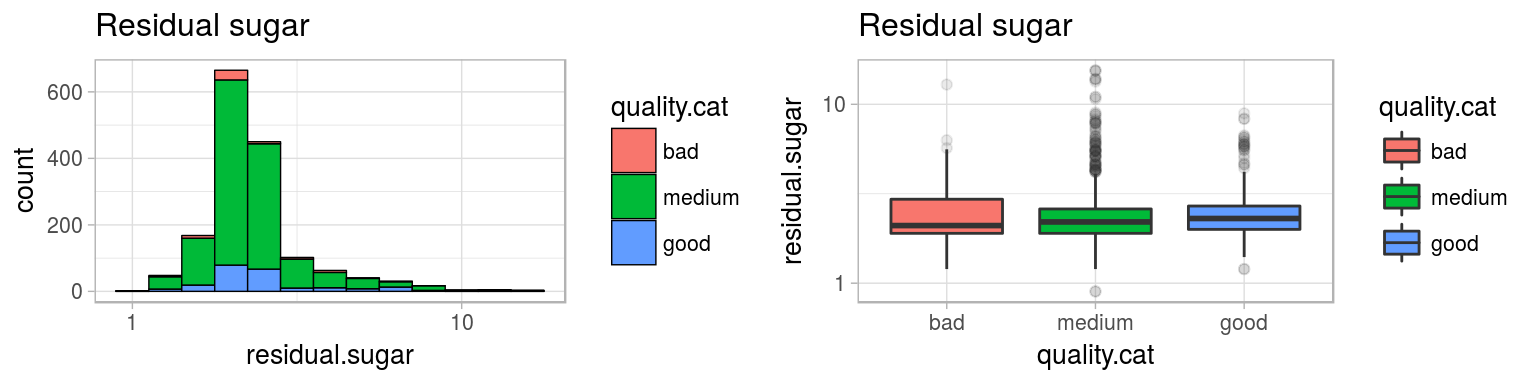 Residual sugar
600
400
200
0
count
1
10
residual.sugar
quality.cat
bad
medium
good
Residual sugar
10
1
residual.sugar
bad
medium
good
quality.cat
quality.cat
bad
medium
good